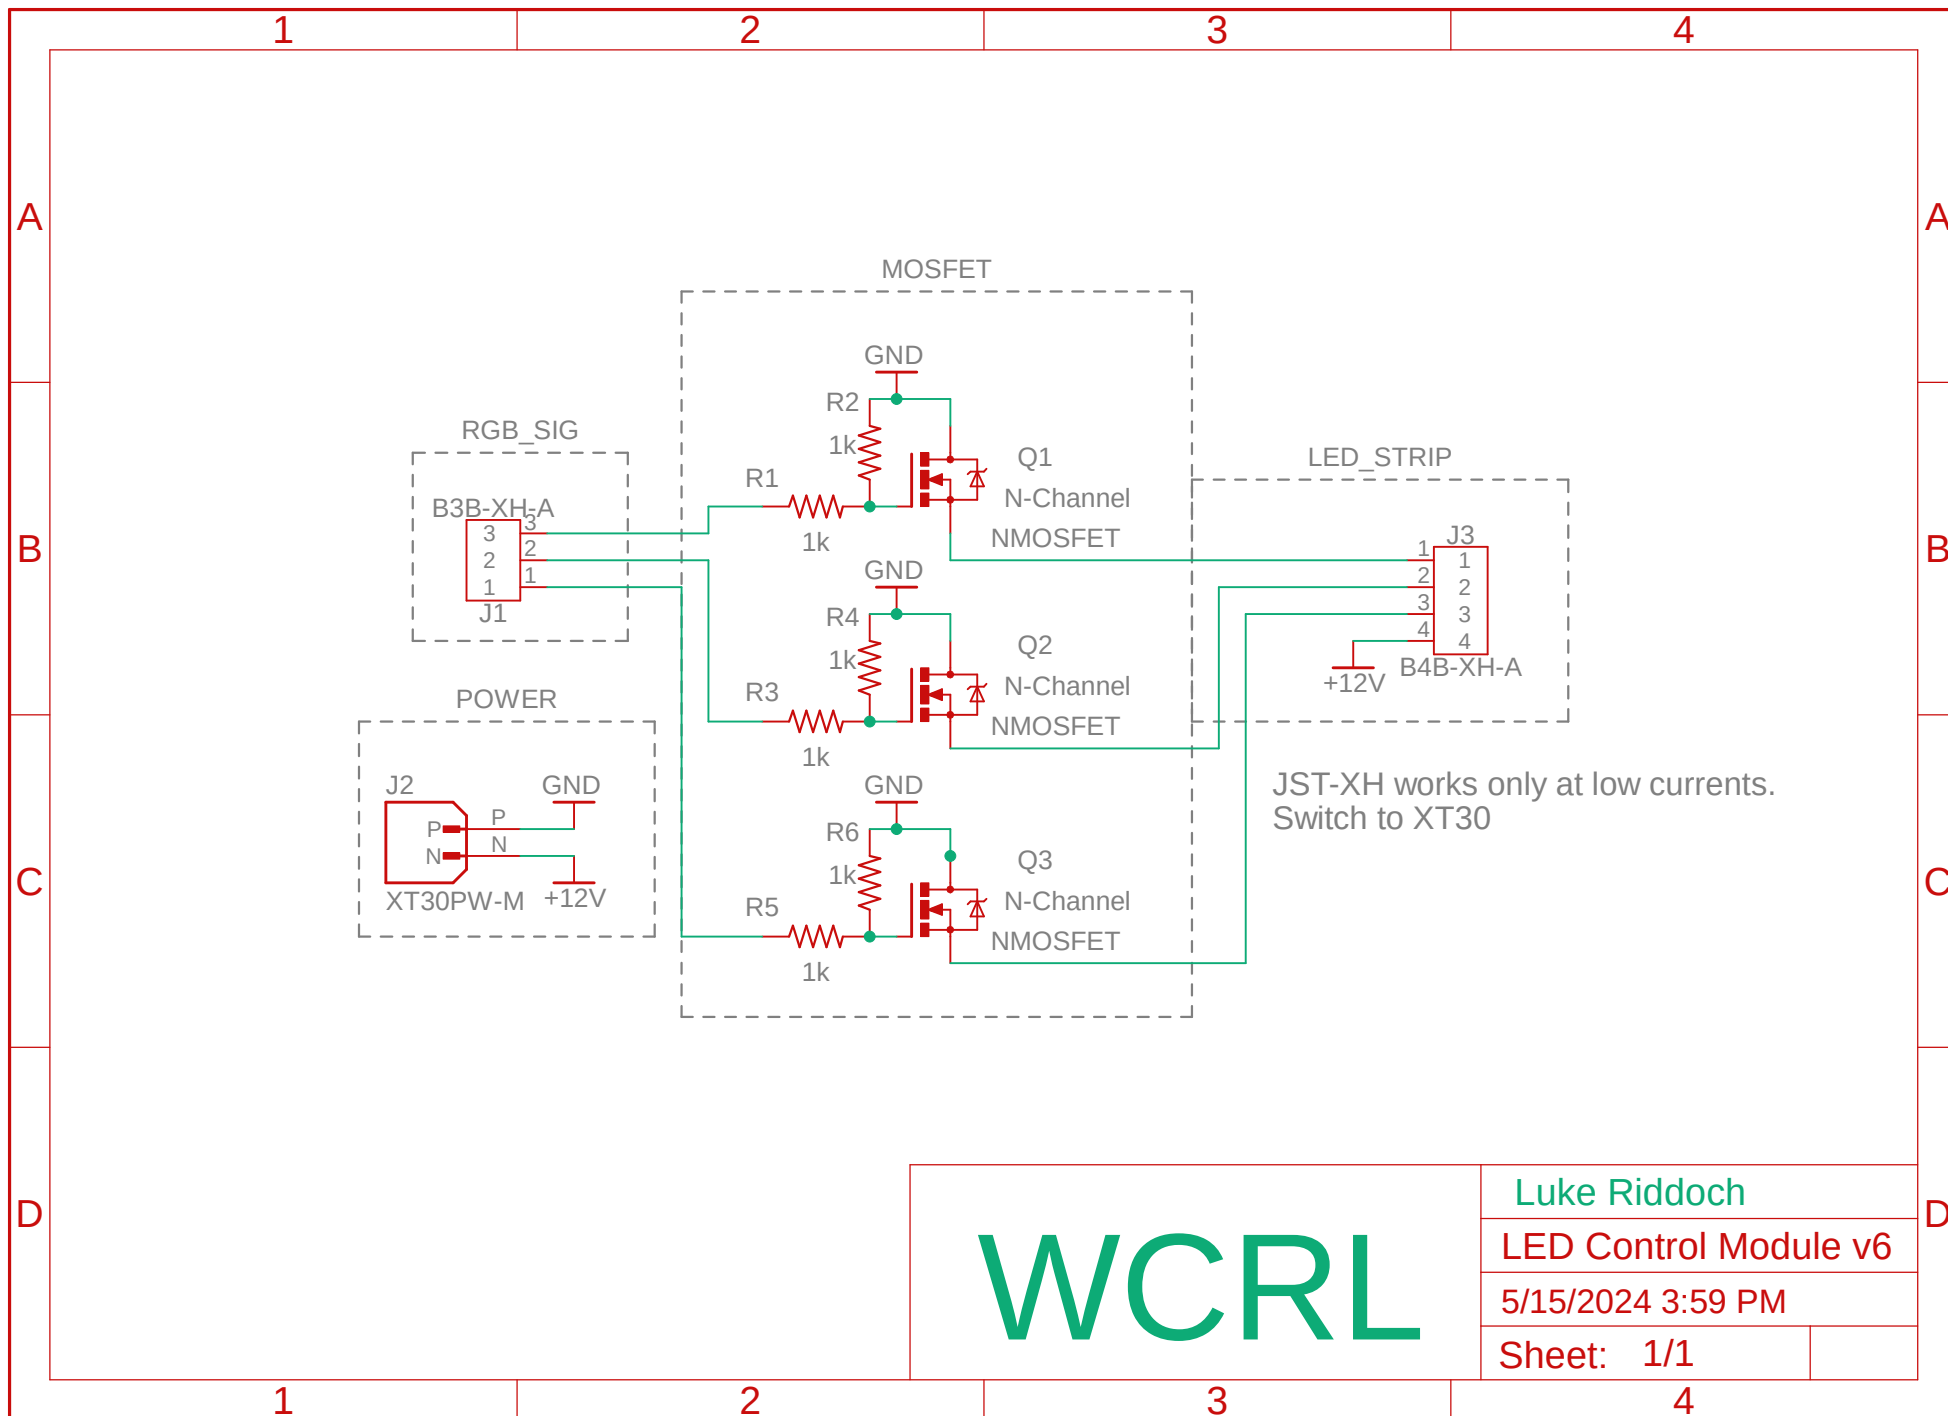 1 2 3 4
A A
MOSFET
GND
R2
1k
RGB_SIG
Q1
LED_STRIP
R1
N-Channel
B3B-XH-A
3 3
1k
NMOSFET
J3
2 2
1 1
1 1
J1
GND
2 2
3 3
R4
4 4
1k
Q2
B4B-XH-A
+12V
R3
N-Channel
POWER
NMOSFET
1k
B B
J2
GND
GND
JST-XH works only at low currents.
Switch to XT30
P P
N N
R6
1k
Q3
XT30PW-M
+12V
R5
N-Channel
NMOSFET
1k
C C
WCRL
Luke Riddoch
LED Control Module v6
5/15/2024 3:59 PM
Sheet: 1/1
D D
1 2 3 4